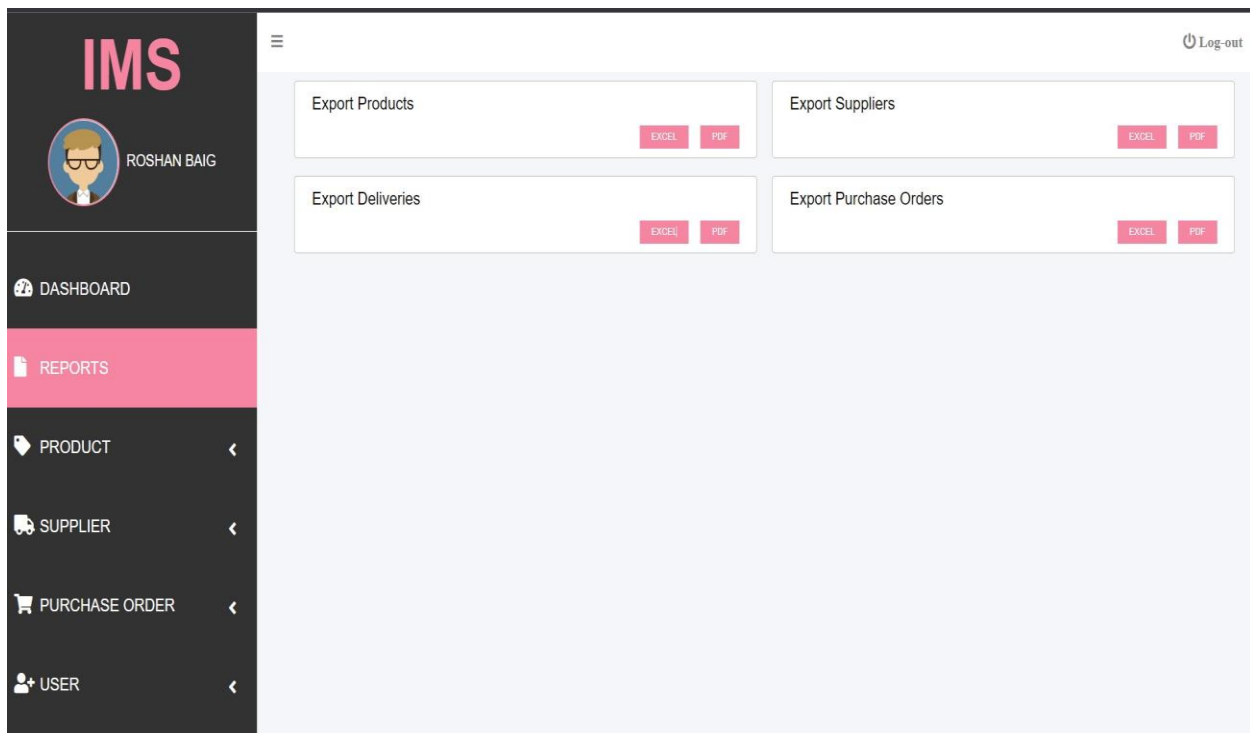 IMS
ROSHAN BAIG
DASHBOARD
REPORTS
PRODUCT
SUPPLIER
PURCHASE ORDER
USER
Log-out
Export Products
EXCEL PDF
Export Suppliers
EXCEL PDF
Export Deliveries
EXCEL PDF
Export Purchase Orders
EXCEL PDF